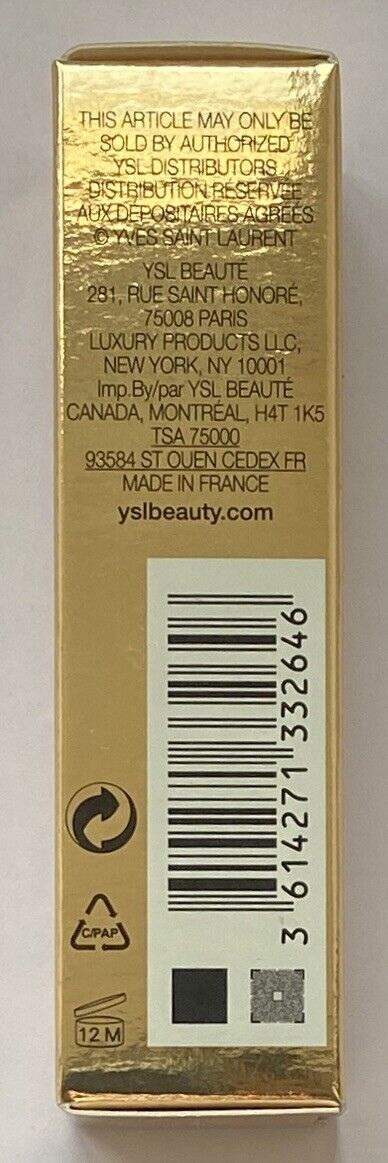 THIS ARTICLE MAY ONLY BE
SOLD BY AUTHORIZED
YSL DISTRIBUTORS
DISTRIBUTION RÉSERVÉE
AUX DÉPOSITAIRES AGRÉÉS
© YVES SAINT LAURENT
YSL BEAUTÉ
281, RUE SAINT HONORÉ,
75008 PARIS
LUXURY PRODUCTS LLC,
NEW YORK, NY 10001
Imp.By/par YSL BEAUTÉ
CANADA, MONTRÉAL, H4T 1K5
TSA 75000
93584 ST OUEN CEDEX FR
MADE IN FRANCE
yslbeauty.com
3 614271 332646
C/PAP
12 M